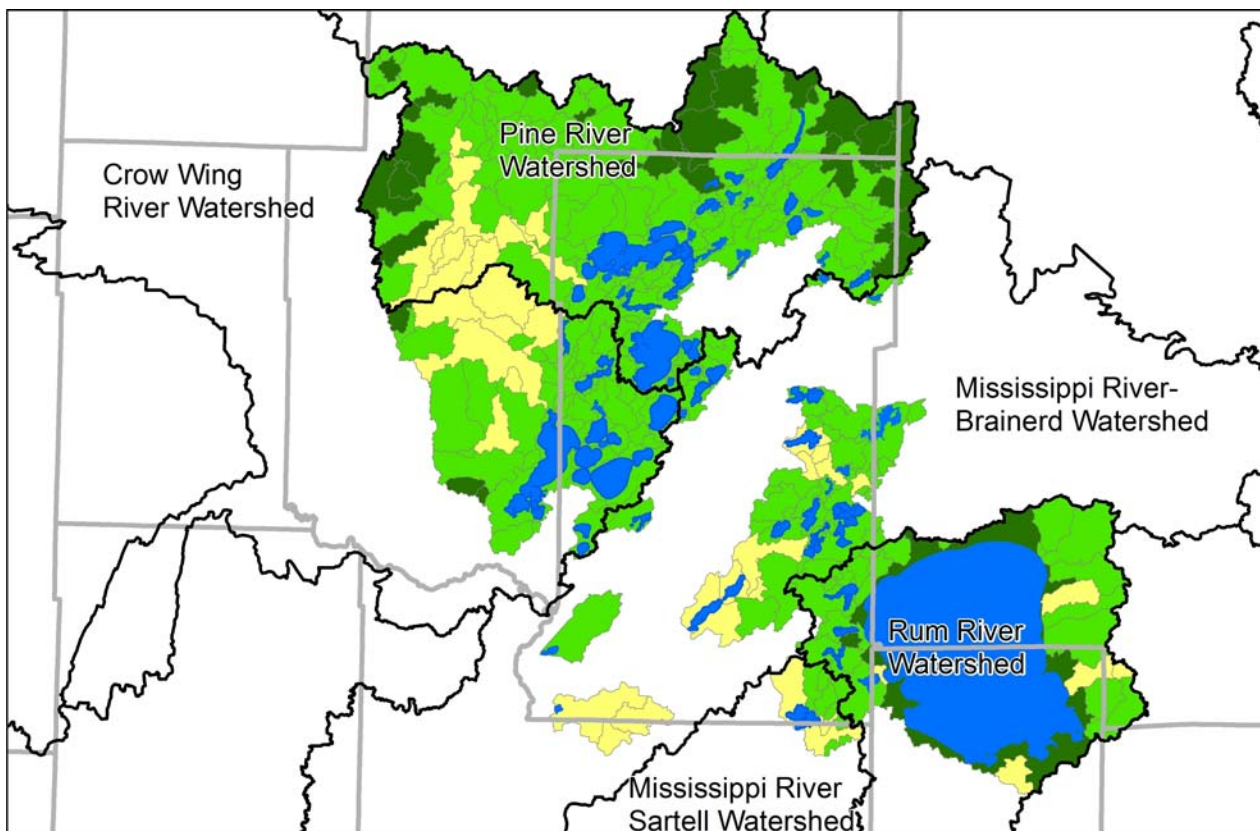 Pine River
Watershed
Crow Wing
River Watershed
Mississippi River-
Brainerd Watershed
Rum River
Watershed
Mississippi River
Sartell Watershed